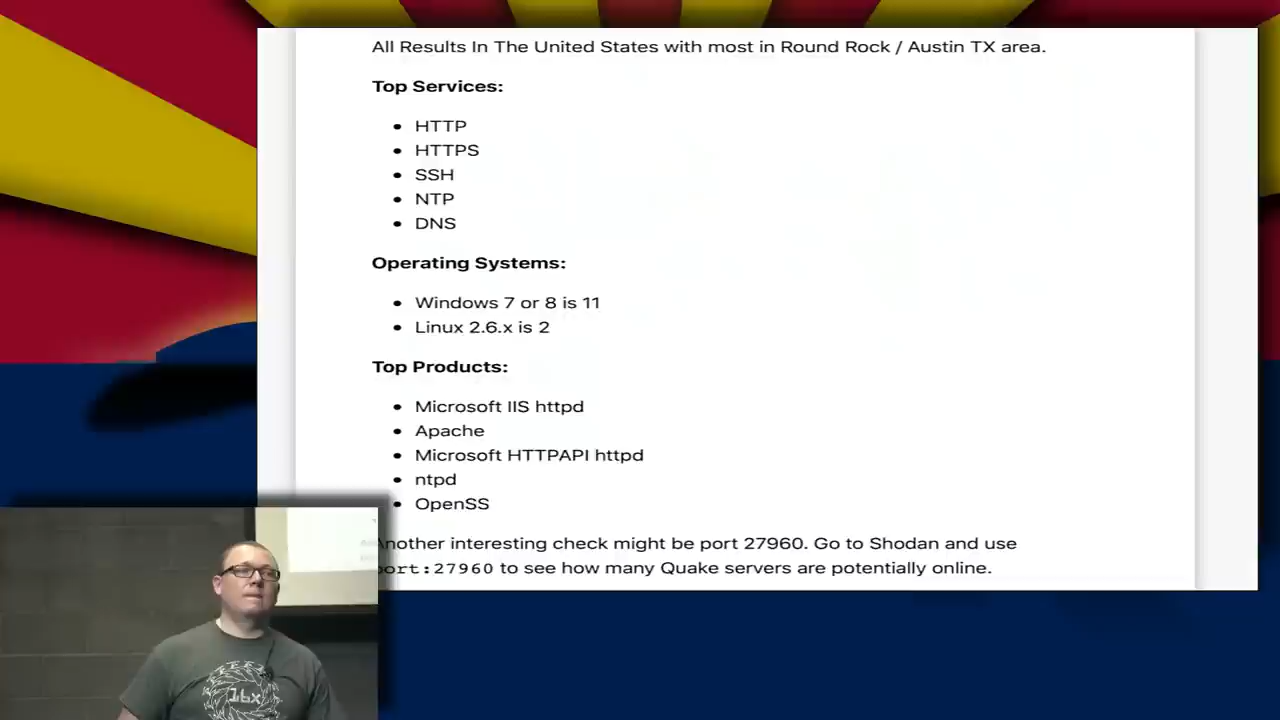 All Results In The United States with most in Round Rock / Austin TX area.
Top Services:
HTTP
HTTPS
SSH
NTP
DNS
Operating Systems:
Windows 7 or 8 is 11
Linux 2.6.x is 2
Top Products:
Microsoft IIS httpd
Apache
Microsoft HTTPAPI httpd
ntpd
OpenSS
Another interesting check might be port 27960. Go to Shodan and use
port:27960 to see how many Quake servers are potentially online.
16x